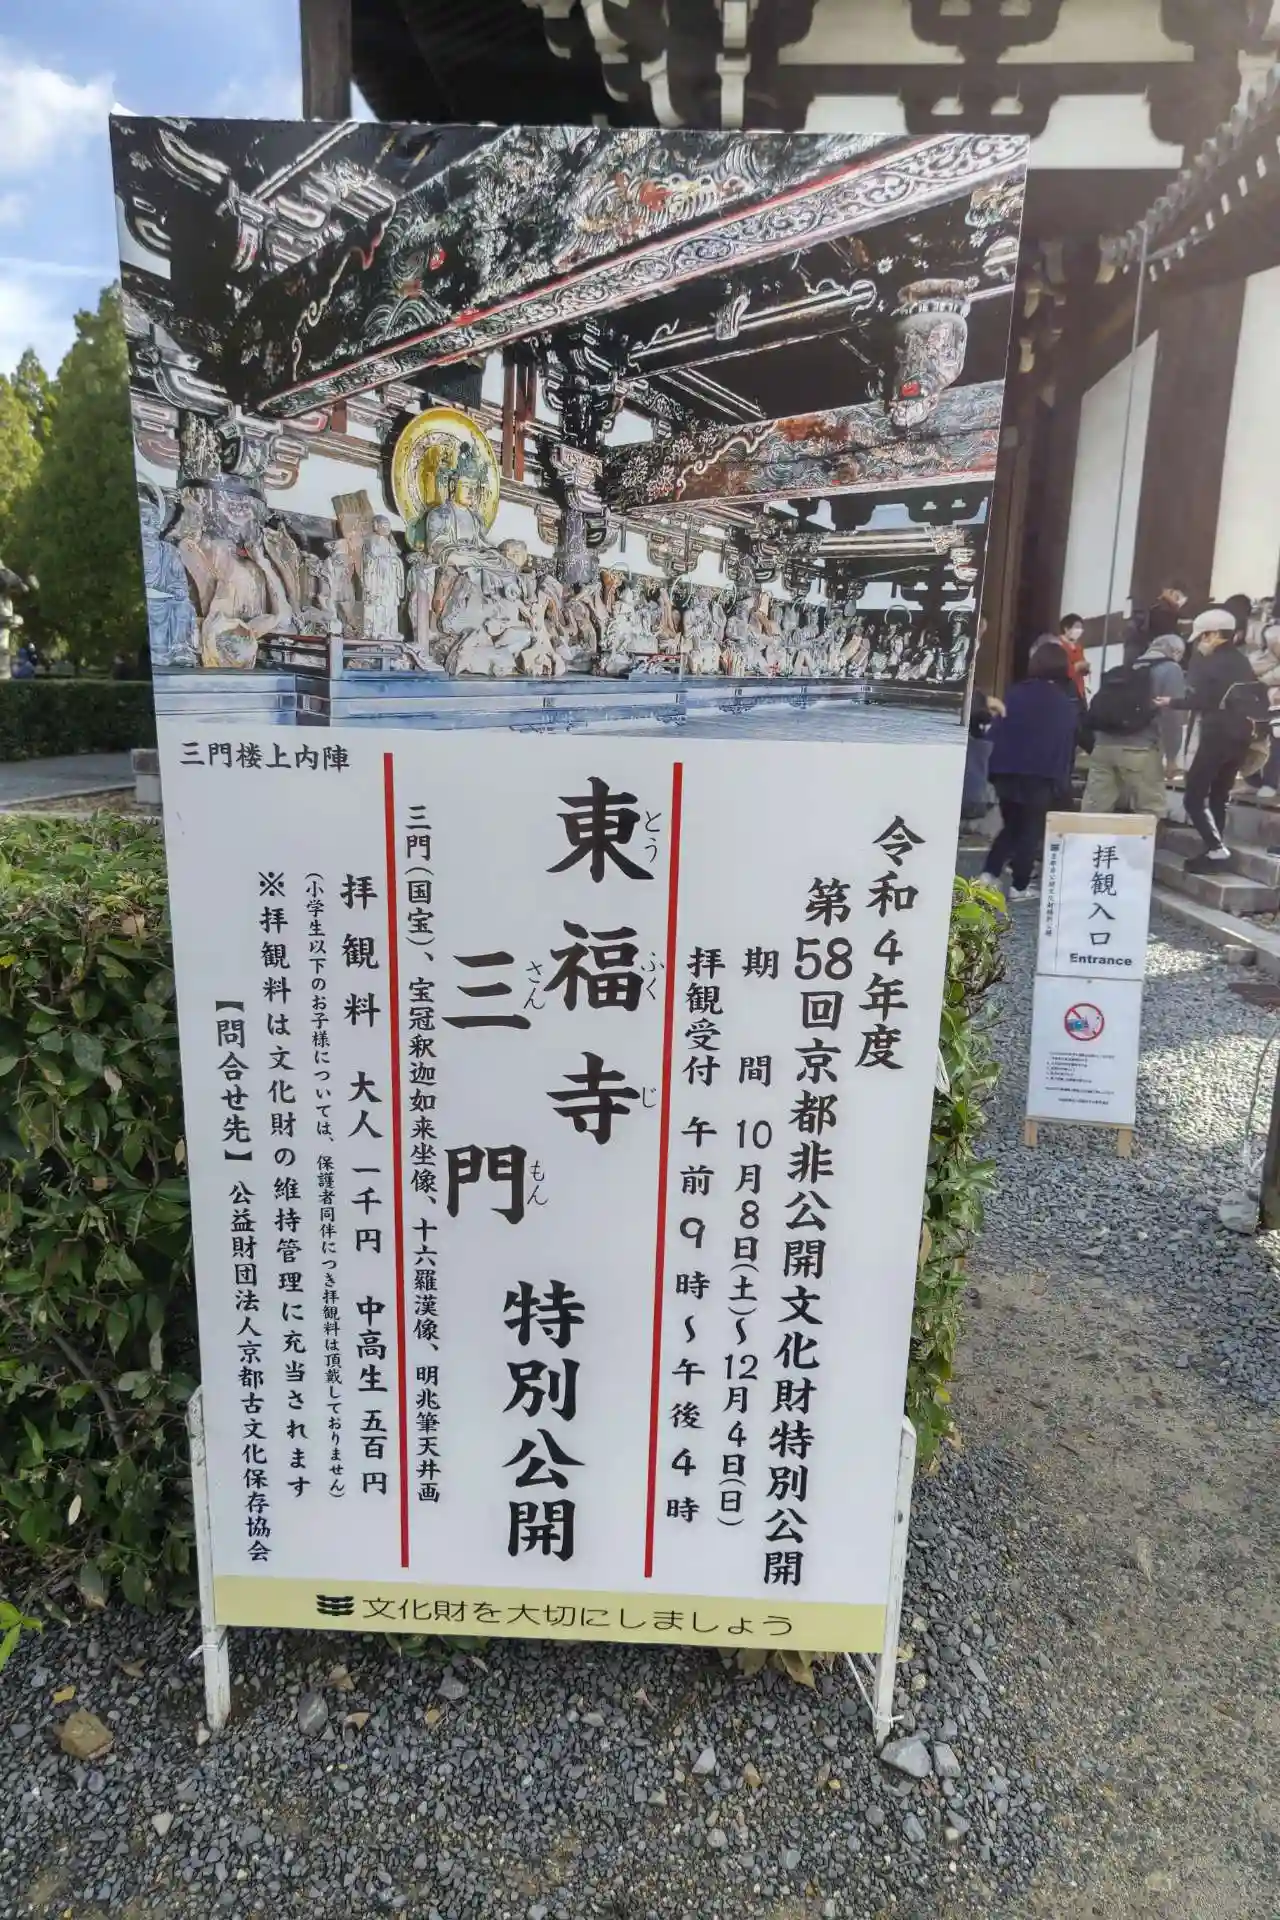 三門楼上内陣
令和4年度
第58回京都非公開文化財特別公開
期間 10月8日(土)～12月4日(日)
拝観受付 午前9時～午後4時
東福寺
とうふくじ
三門
さんもん
特別公開
三門(国宝)、宝冠釈迦如来坐像、十六羅漢像、明兆筆天井画
拝観料 大人一千円 中高生五百円
(小学生以下のお子様については、保護者同伴につき拝観料は頂戴しておりません)
※拝観料は文化財の維持管理に充当されます
【問合せ先】公益財団法人京都古文化保存協会
文化財を大切にしましょう
拝観入口
Entrance